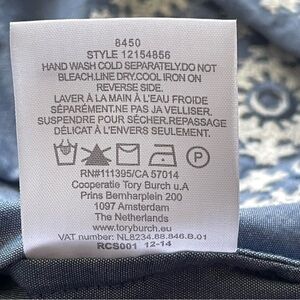 8450
STYLE 12154856
HAND WASH COLD SEPARATELY.DO NOT
BLEACH.LINE DRY.COOL IRON ON
REVERSE SIDE.
LAVER À LA MAIN À L'EAU FROIDE
SÉPARÉMENT.NE PAS JA VELLISER.
SUSPENDRE POUR SÉCHER.REPASSAGE
DÉLICAT À L'ENVERS SEULEMENT.
P
RN#111395/CA 57014
Cooperatie Tory Burch u.A
Prins Bernharplein 200
1097 Amsterdam
The Netherlands
www.toryburch.com
VAT number: NL8234.88.846.B.01
RCS001 12-14